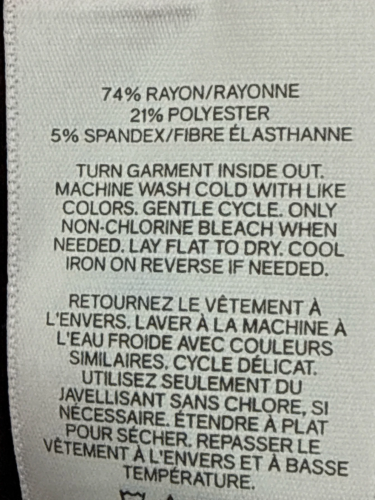 74% RAYON/RAYONNE
21% POLYESTER
5% SPANDEX/FIBRE ÉLASTHANNE
TURN GARMENT INSIDE OUT.
MACHINE WASH COLD WITH LIKE
COLORS. GENTLE CYCLE. ONLY
NON-CHLORINE BLEACH WHEN
NEEDED. LAY FLAT TO DRY. COOL
IRON ON REVERSE IF NEEDED.
RETOURNEZ LE VÊTEMENT À
L'ENVERS. LAVER À LA MACHINE À
L'EAU FROIDE AVEC COULEURS
SIMILAIRES. CYCLE DÉLICAT.
UTILISEZ SEULEMENT DU
JAVELLISANT SANS CHLORE, SI
NÉCESSAIRE. ÉTENDRE À PLAT
POUR SÉCHER. REPASSER LE
VÊTEMENT À L'ENVERS ET À BASSE
TEMPÉRATURE.